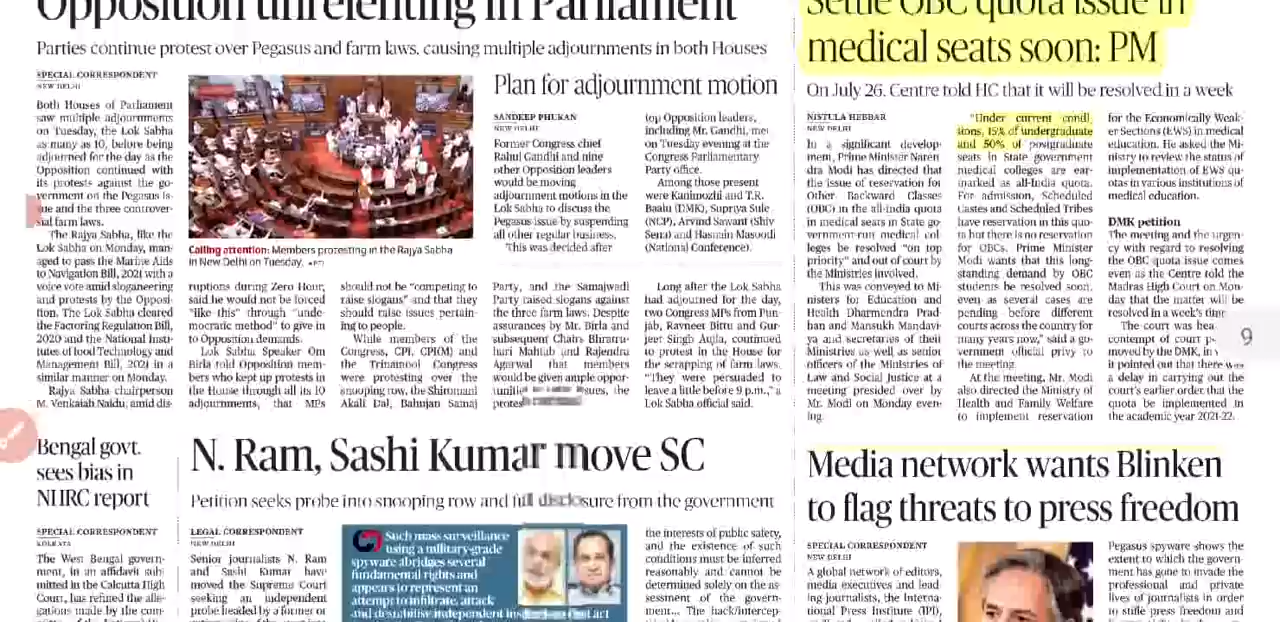 Opposition unrelenting in Parliament
Parties continue protest over Pegasus and farm laws, causing multiple adjournments in both Houses
SPECIAL CORRESPONDENT
NEW DELHI
Both Houses of Parliament
saw multiple adjournments
on Tuesday, the Lok Sabha
as many as 10, before being
adjourned for the day as the
Opposition continued with
its protests against the go-
vernment on the Pegasus is-
sue and the three controver-
sial farm laws.
The Rajya Sabha, like the
Lok Sabha on Monday, man-
aged to pass the Marine Aids
to Navigation Bill, 2021 with a
voice vote amid sloganeering
and protests by the Opposi-
tion. The Lok Sabha cleared
the Factoring Regulation Bill,
2020 and the National Insti-
tutes of food Technology and
Management Bill, 2021 in a
similar manner on Monday.
Rajya Sabha chairperson
M. Venkaiah Naidu, amid dis-
Calling attention: Members protesting in the Rajya Sabha
in New Delhi on Tuesday. PTI
ruptions during Zero Hour,
said he would not be forced
"like this" through "unde-
mocratic method" to give in
to Opposition demands.
Lok Sabha Speaker Om
Birla told Opposition mem-
bers who kept up protests in
the House through all its 10
adjournments, that MPs
should not be "competing to
raise slogans" and that they
should raise issues pertain-
ing to people.
While members of the
Congress, CPI, CPI(M) and
the Trinamool Congress
were protesting over the
snooping row, the Shiromani
Akali Dal, Bahujan Samaj
Party, and the Samajwadi
Party raised slogans against
the three farm laws. Despite
assurances by Mr. Birla and
subsequent Chairs Bhratru-
hari Mahtab and Rajendra
Agarwal that members
would be given ample oppor-
issues, the
Long after the Lok Sabha
had adjourned for the day,
two Congress MPs from Pun-
jab, Ravneet Bittu and Gur-
jeet Singh Aujla, continued
to protest in the House for
the scrapping of farm laws.
"They were persuaded to
leave a little before 9 p.m.," a
Lok Sabha official said.
Plan for adjournment motion
SANDEEP PHUKAN
NEW DELHI
Former Congress chief
Rahul Gandhi and nine
other Opposition leaders
would be moving
adjournment motions in the
Lok Sabha to discuss the
Pegasus issue by suspending
all other regular business.
This was decided after
top Opposition leaders,
including Mr. Gandhi, met
on Tuesday evening at the
Congress Parliamentary
Party office.
Among those present
were Kanimozhi and T.R.
Baalu (DMK), Supriya Sule
(NCP), Arvind Sawant (Shiv
Sena) and Hasnain Masoodi
(National Conference).
Settle OBC quota issue in
medical seats soon: PM
On July 26, Centre told HC that it will be resolved in a week
NISTULA HEBBAR
NEW DELHI
In a significant develop-
ment, Prime Minister Naren-
dra Modi has directed that
the issue of reservation for
Other Backward Classes
(OBC) in the all-India quota
in medical seats in State go-
vernment-run medical col-
leges be resolved "on top
priority" and out of court by
the Ministries involved.
This was conveyed to Mi-
nisters for Education and
Health Dharmendra Prad-
han and Mansukh Mandavi-
ya and secretaries of their
Ministries as well as senior
officers of the Ministries of
Law and Social Justice at a
meeting presided over by
Mr. Modi on Monday even-
ing.
"Under current condi-
tions, 15% of undergraduate
and 50% of postgraduate
seats in State government
medical colleges are ear-
marked as all-India quota.
For admission, Scheduled
Castes and Scheduled Tribes
have reservation in this quo-
ta but there is no reservation
for OBCs. Prime Minister
Modi wants that this long-
standing demand by OBC
students be resolved soon,
even as several cases are
pending before different
courts across the country for
many years now," said a go-
vernment official privy to
the meeting.
At the meeting, Mr. Modi
also directed the Ministry of
Health and Family Welfare
to implement reservation
for the Economically Weak-
er Sections (EWS) in medical
education. He asked the Mi-
nistry to review the status of
implementation of EWS qu-
otas in various institutions of
medical education.
DMK petition
The meeting and the urgen-
cy with regard to resolving
the OBC quota issue comes
even as the Centre told the
Madras High Court on Mon-
day that the matter will be
resolved in a week's time
The court was hea
contempt of court p
moved by the DMK, in
it pointed out that there was
a delay in carrying out the
court's earlier order that the
quota be implemented in
the academic year 2021-22.
9
Bengal govt.
sees bias in
NHRC report
SPECIAL CORRESPONDENT
KOLKATA
The West Bengal govern-
ment, in an affidavit sub-
mitted in the Calcutta High
Court, has refuted the alle-
gations made by the com-
N. Ram, Sashi Kumar move SC
Petition seeks probe into snooping row and full disclosure from the government
LEGAL CORRESPONDENT
NEW DELHI
Senior journalists N. Ram
and Sashi Kumar have
moved the Supreme Court
seeking an independent
probe headed by a former or
Such mass surveillance
using a military-grade
spyware abridges several
fundamental rights and
appears to represent an
attempt to infiltrate, attack
and destabilise independent act
the interests of public safety,
and the existence of such
conditions must be inferred
reasonably and cannot be
determined solely on the as-
sessment of the govern-
ment... The hack/intercep-
Media network wants Blinken
to flag threats to press freedom
SPECIAL CORRESPONDENT
NEW DELHI
A global network of editors,
media executives and lead-
ing journalists, the Interna-
tional Press Institute (IPI),
Pegasus spyware shows the
extent to which the govern-
ment has gone to invade the
professional and private
lives of journalists in order
to stifle press freedom and